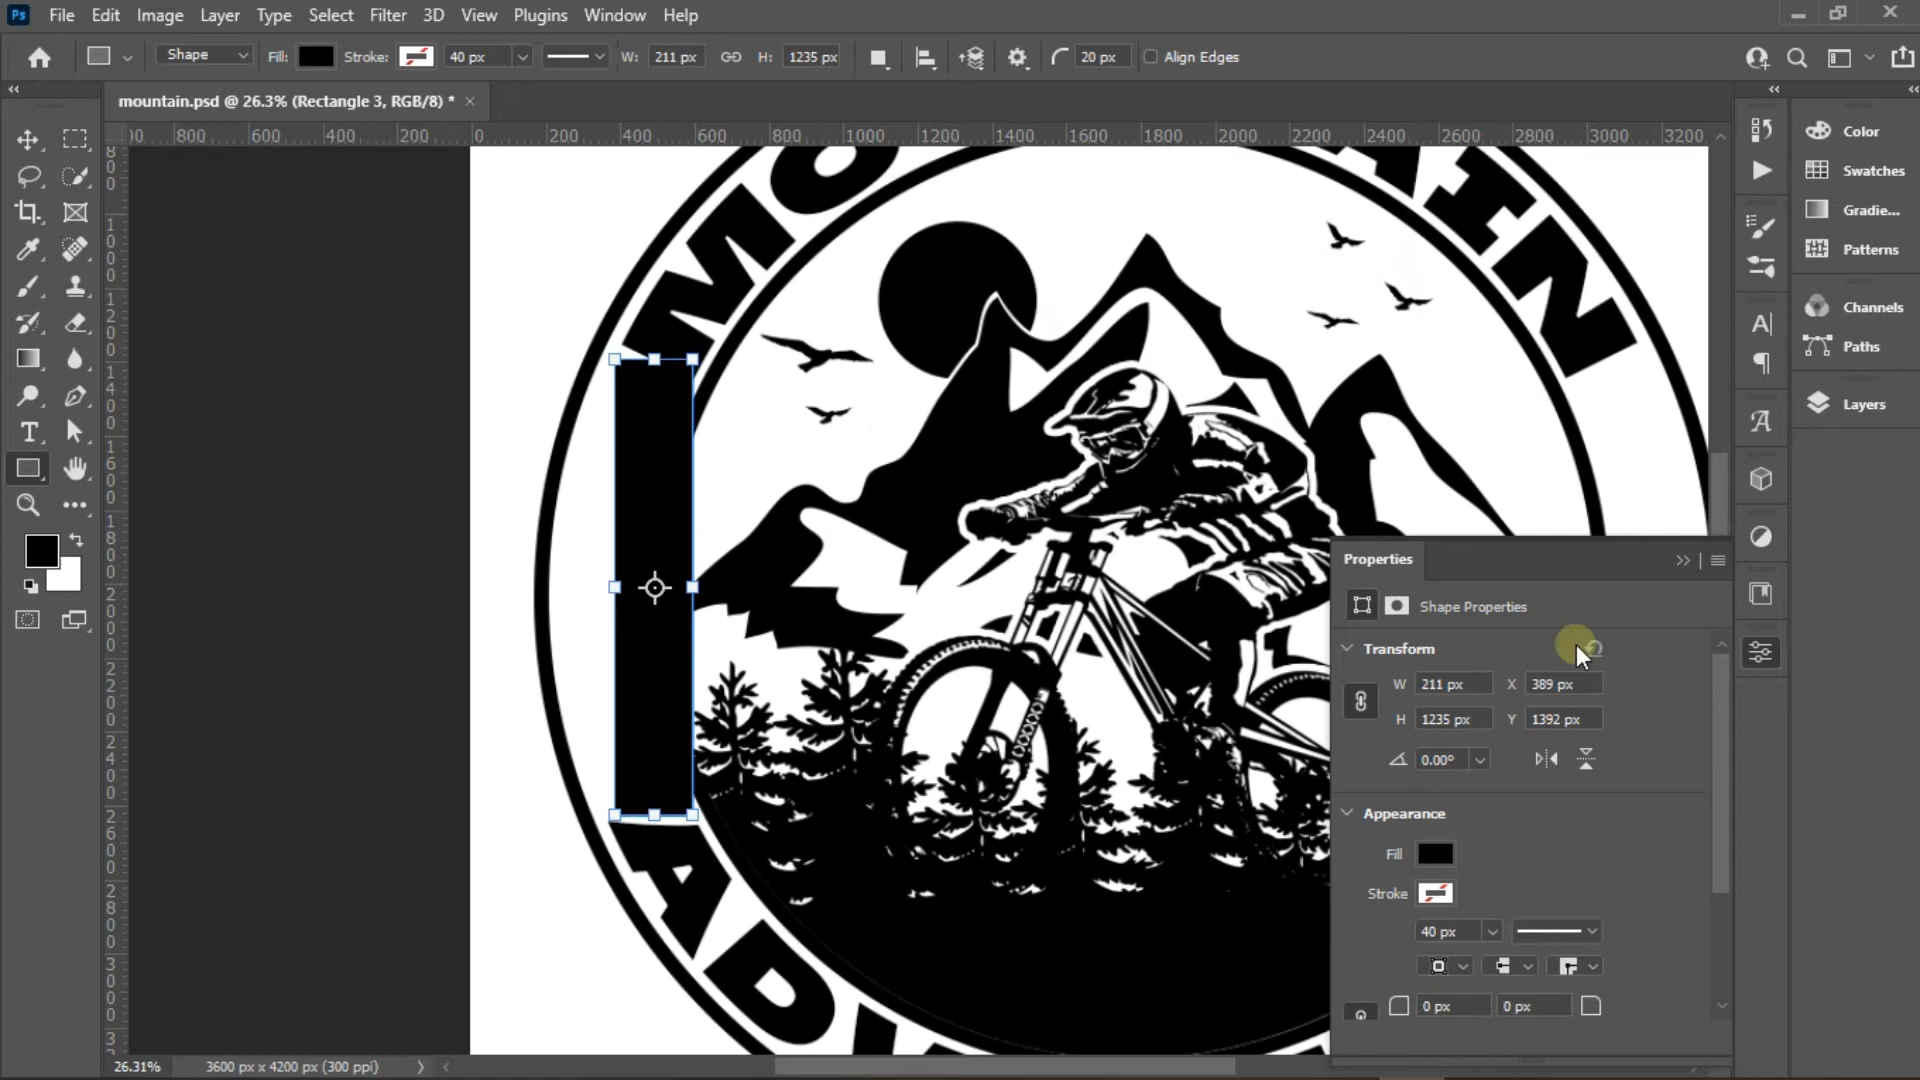 Ps File Edit Image Layer Type Select Filter 3D View Plugins Window Help
Shape Fill: Stroke: 40 px W: 211 px H: 1235 px 20 px Align Edges
mountain.psd @ 26.3% (Rectangle 3, RGB/8) *
800 600 400 200 0 200 400 600 800 1000 1200 1400 1600 1800 2000 2200 2400 2600 2800 3000 3200
Color
Swatches
Gradie...
Patterns
Channels
Paths
Layers
MO
AIN
AD
Properties
Shape Properties
Transform
W 211 px X 389 px
H 1235 px Y 1392 px
0.00°
Appearance
Fill
Stroke
40 px
0 px 0 px
26.31% 3600 px x 4200 px (300 ppi)